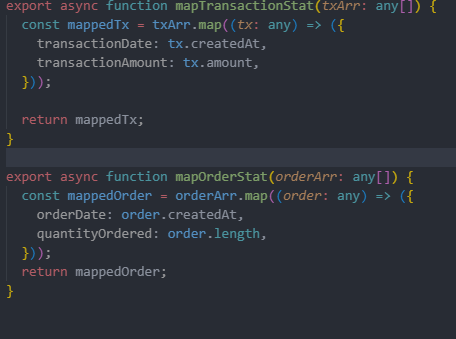 export async function mapTransactionStat(txArr: any[]) {
  const mappedTx = txArr.map((tx: any) => ({
    transactionDate: tx.createdAt,
    transactionAmount: tx.amount,
  }));

  return mappedTx;
}

export async function mapOrderStat(orderArr: any[]) {
  const mappedOrder = orderArr.map((order: any) => ({
    orderDate: order.createdAt,
    quantityOrdered: order.length,
  }));
  return mappedOrder;
}